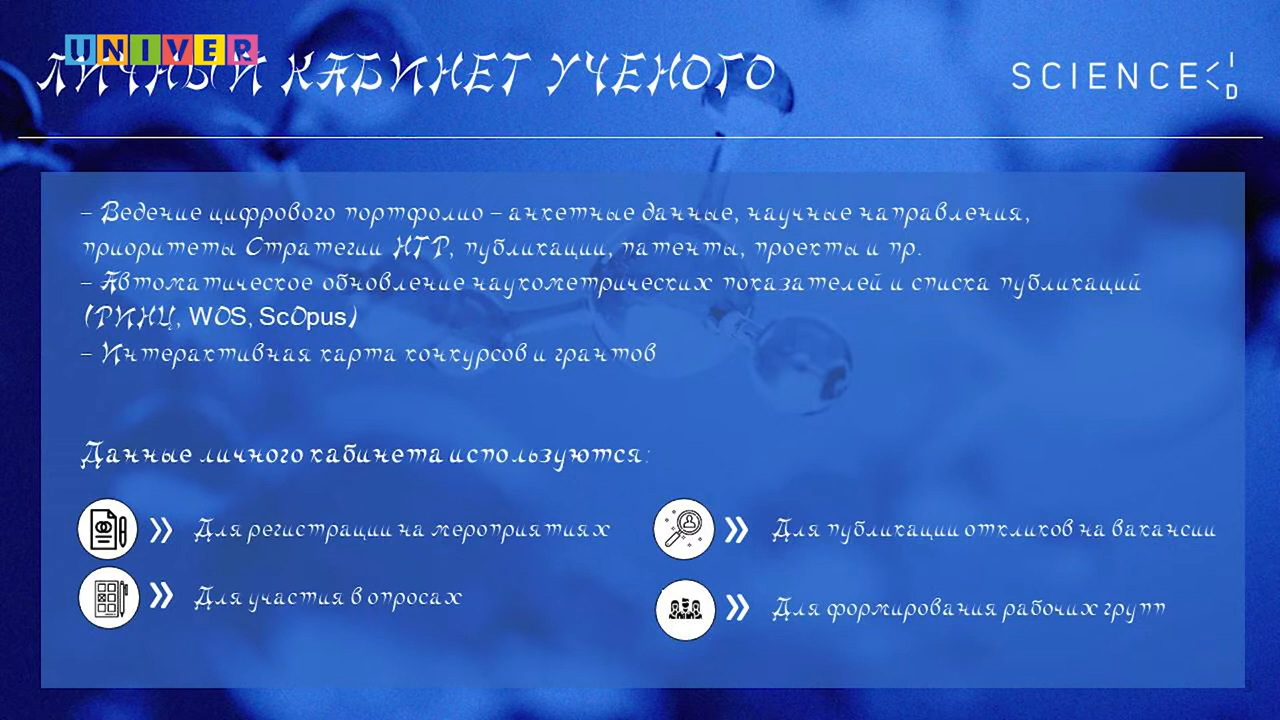 UNIVER
ЛИЧНЫЙ КАБИНЕТ УЧЕНОГО
SCIENCE ID
– Ведение цифрового портфолио – анкетные данные, научные направления,
приоритеты Стратегии НТР, публикации, патенты, проекты и пр.
– Автоматическое обновление наукометрических показателей и списка публикаций
(РИНЦ, WOS, ScOpus)
– Интерактивная карта конкурсов и грантов
Данные личного кабинета используются:
Для регистрации на мероприятиях
Для публикации откликов на вакансии
Для участия в опросах
Для формирования рабочих групп